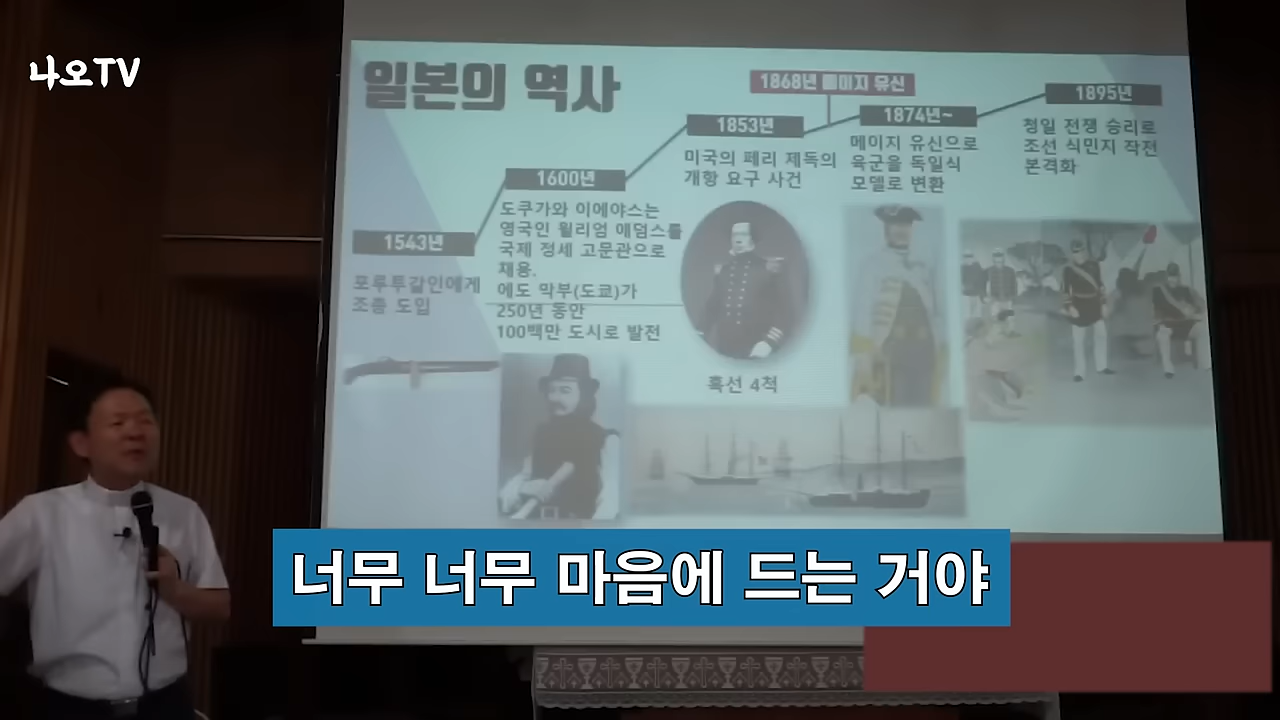 나오TV
일본의 역사
1543년
포루투갈인에게
조총 도입
1600년
도쿠가와 이에야스는
영국인 윌리엄 애덤스를
국제 정세 고문관으로
채용.
에도 막부(도쿄)가
250년 동안
100백만 도시로 발전
1853년
미국의 페리 제독의
개항 요구 사건
흑선 4척
1868년 메이지 유신
1874년~
메이지 유신으로
육군을 독일식
모델로 변환
1895년
청일 전쟁 승리로
조선 식민지 작전
본격화
너무 너무 마음에 드는 거야